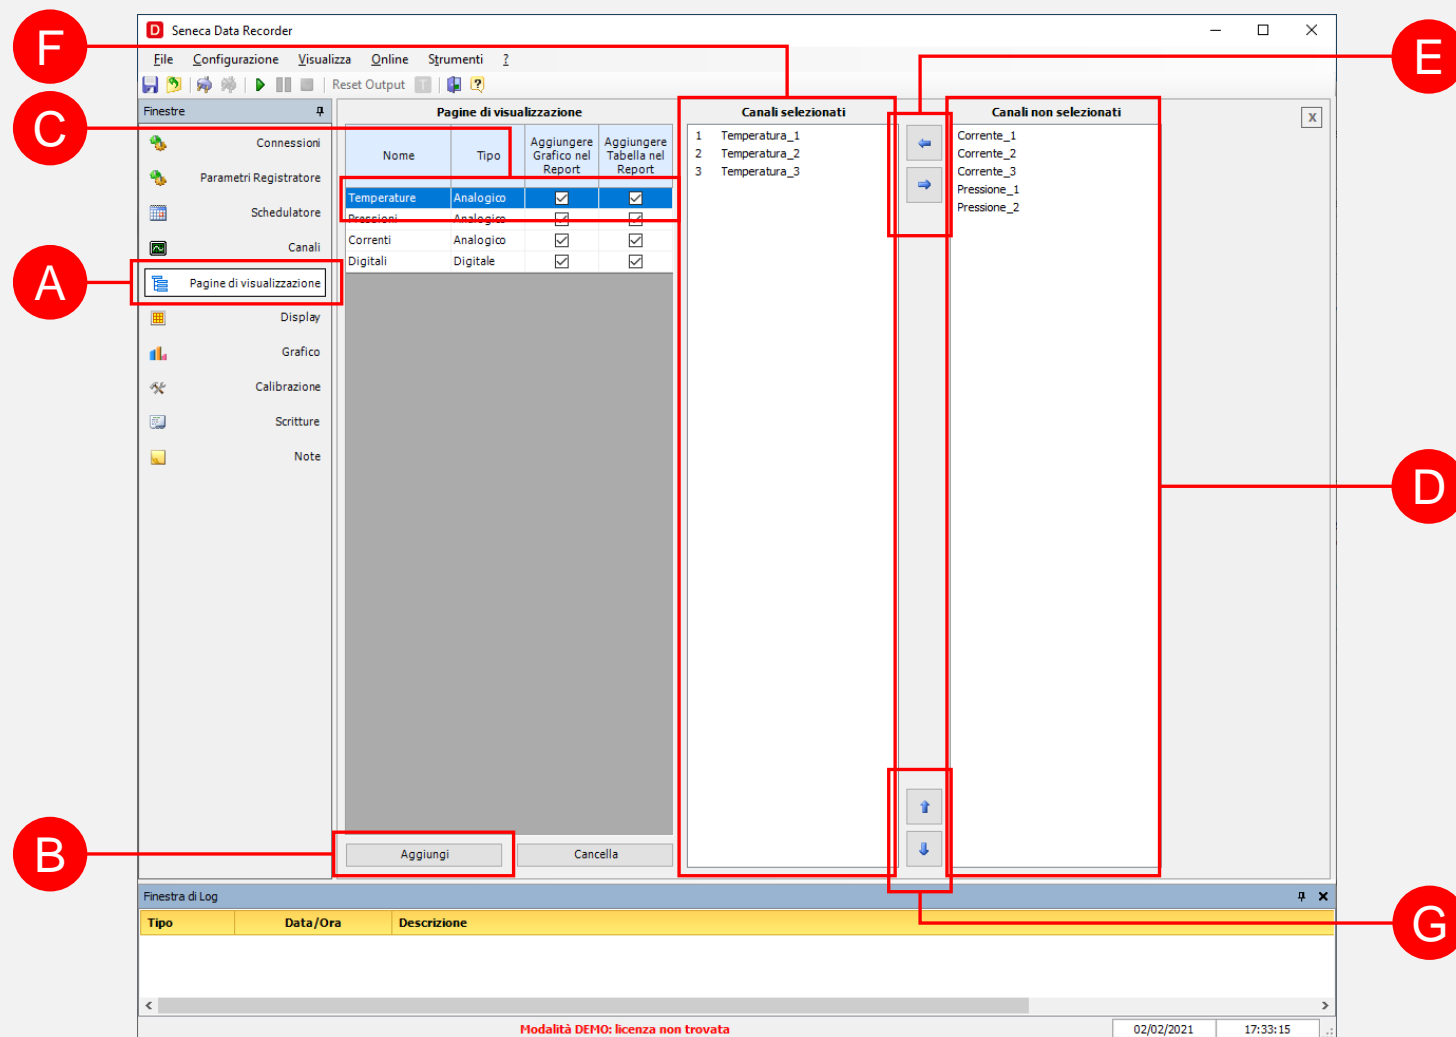 D Seneca Data Recorder
File Configurazione Visualizza Online Strumenti ?
Reset Output T
Finestre
Connessioni
Parametri Registratore
Schedulatore
Canali
Pagine di visualizzazione
Display
Grafico
Calibrazione
Scritture
Note
Pagine di visualizzazione
Nome Tipo Aggiungere Grafico nel Report Aggiungere Tabella nel Report
Temperature Analogico
Pressioni Analogico
Correnti Analogico
Digitali Digitale
Aggiungi Cancella
Canali selezionati
1 Temperatura_1
2 Temperatura_2
3 Temperatura_3
Canali non selezionati
X
Corrente_1
Corrente_2
Corrente_3
Pressione_1
Pressione_2
Finestra di Log
Tipo Data/Ora Descrizione
Modalità DEMO: licenza non trovata
02/02/2021 17:33:15
F
C
A
B
E
D
G